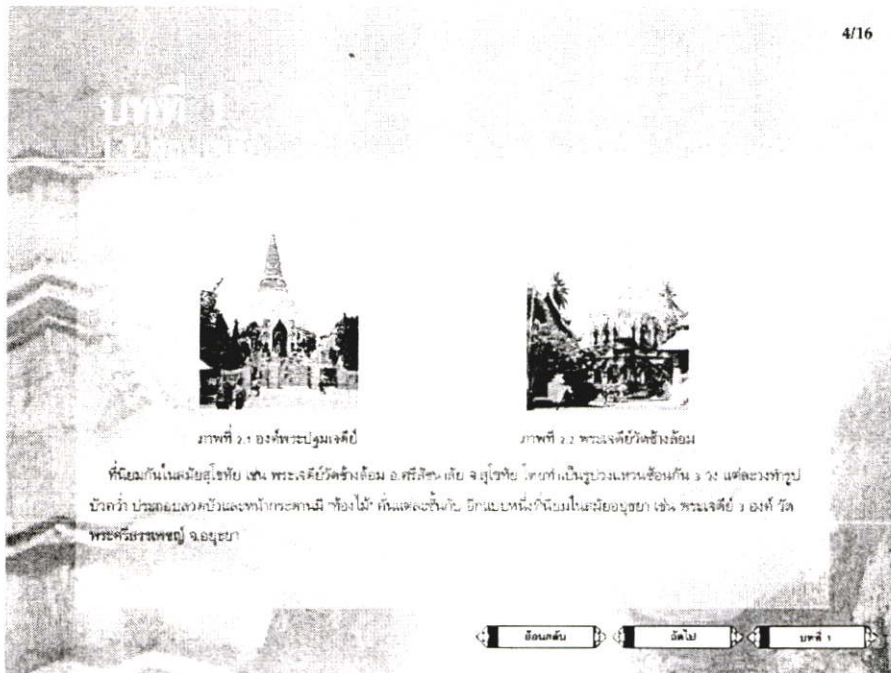 4/16
บทที่ 1
ภาพที่ 2.1 องค์พระปฐมเจดีย์
ภาพที่ 2.2 พระเจดีย์วัดช้างล้อม
ที่นิยมกันในสมัยสุโขทัย เช่น พระเจดีย์วัดช้างล้อม อ.ศรีสัชนาลัย จ.สุโขทัย โดยทำเป็นรูปวงแหวนซ้อนกัน 3 วง แต่ละวงทำรูป
บัวคว่ำ ประกอบลวดบัวและหน้ากระดานมี "ท้องไม้" คั่นแต่ละชั้นกับ อีกแบบหนึ่งที่นิยมในสมัยอยุธยา เช่น พระเจดีย์ 3 องค์ วัด
พระศรีสรรเพชญ์ จ.อยุธยา
ย้อนกลับ
ถัดไป
บทที่ 1